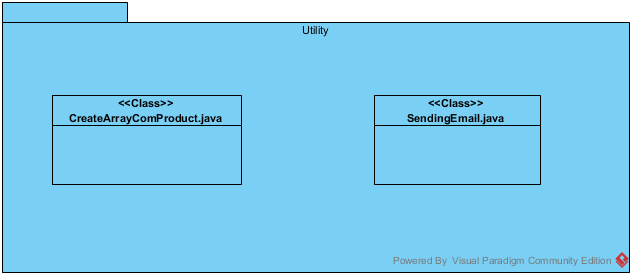 Utility
<<Class>>
CreateArrayComProduct.java
<<Class>>
SendingEmail.java
Powered By Visual Paradigm Community Edition